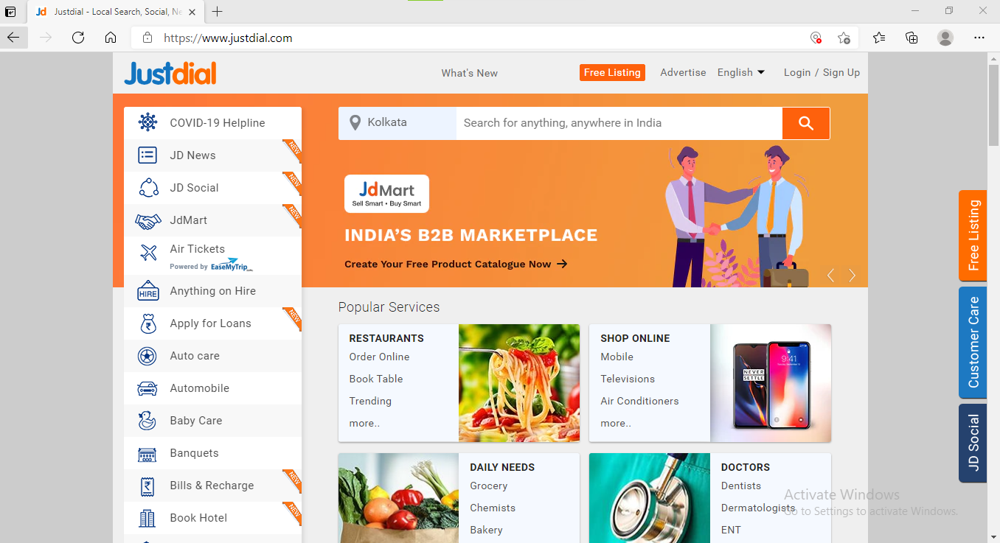 Justdial - Local Search, Social, Ne
https://www.justdial.com
Justdial
What's New
Free Listing
Advertise
English
Login / Sign Up
COVID-19 Helpline
JD News
NEW
JD Social
NEW
JdMart
NEW
Air Tickets
Powered by EaseMyTrip.com
Anything on Hire
HIRE
Apply for Loans
NEW
Auto care
Automobile
Baby Care
Banquets
Bills & Recharge
NEW
Book Hotel
NEW
Kolkata
Search for anything, anywhere in India
JdMart
Sell Smart • Buy Smart
INDIA'S B2B MARKETPLACE
Create Your Free Product Catalogue Now
Popular Services
RESTAURANTS
Order Online
Book Table
Trending
more..
SHOP ONLINE
Mobile
Televisions
Air Conditioners
more..
NEVER
SETTLE
9:41
DAILY NEEDS
Grocery
Chemists
Bakery
DOCTORS
Dentists
Dermatologists
ENT
Free Listing
Customer Care
JD Social
Activate Windows
Go to Settings to activate Windows.